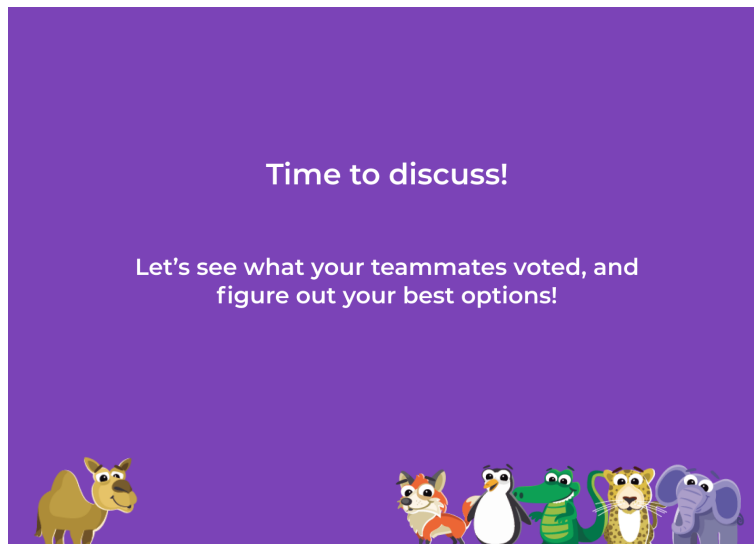 Time to discuss!
Let’s see what your teammates voted, and
figure out your best options!